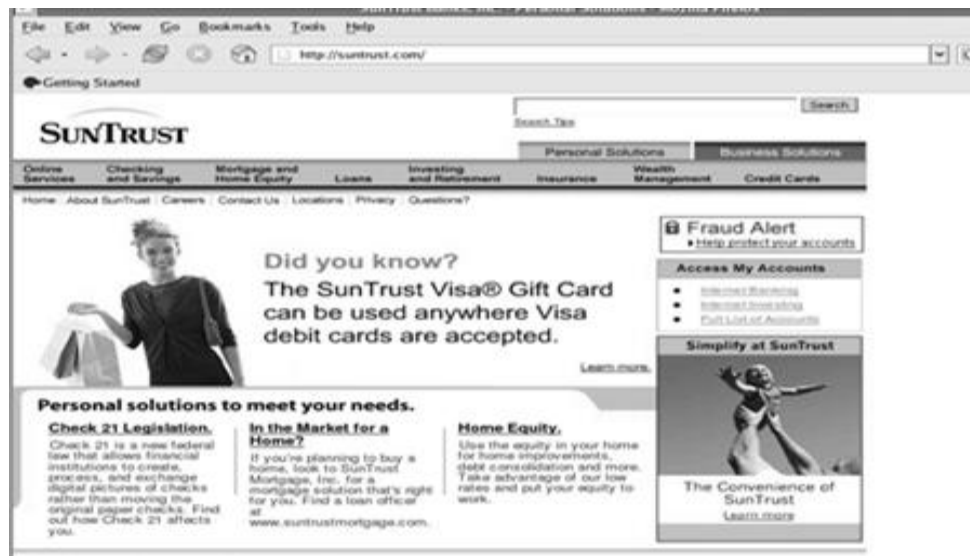 SunTrust Banks, Inc. - Personal Solutions - Mozilla Firefox
File Edit View Go Bookmarks Tools Help
http://suntrust.com/
Getting Started
Search
SUNTRUST
Search Tips
Personal Solutions Business Solutions
Online Services Checking and Savings Mortgage and Home Equity Loans Investing and Retirement Insurance Wealth Management Credit Cards
Home About SunTrust Careers Contact Us Locations Privacy Questions?
Fraud Alert
Help protect your accounts
Did you know?
The SunTrust Visa® Gift Card
can be used anywhere Visa
debit cards are accepted.
Learn more.
Access My Accounts
Internet Banking
Internet Investing
Full List of Accounts
Simplify at SunTrust
The Convenience of
SunTrust
Learn more
Personal solutions to meet your needs.
Check 21 Legislation.
Check 21 is a new federal
law that allows financial
institutions to create,
process, and exchange
digital pictures of checks
rather than moving the
original paper checks. Find
out how Check 21 affects
you.
In the Market for a
Home?
If you're planning to buy a
home, look to SunTrust
Mortgage, Inc. for a
mortgage solution that's right
for you. Find a loan officer
at
www.suntrustmortgage.com.
Home Equity.
Use the equity in your home
for home improvements,
debt consolidation and more.
Take advantage of our low
rates and put your equity to
work.